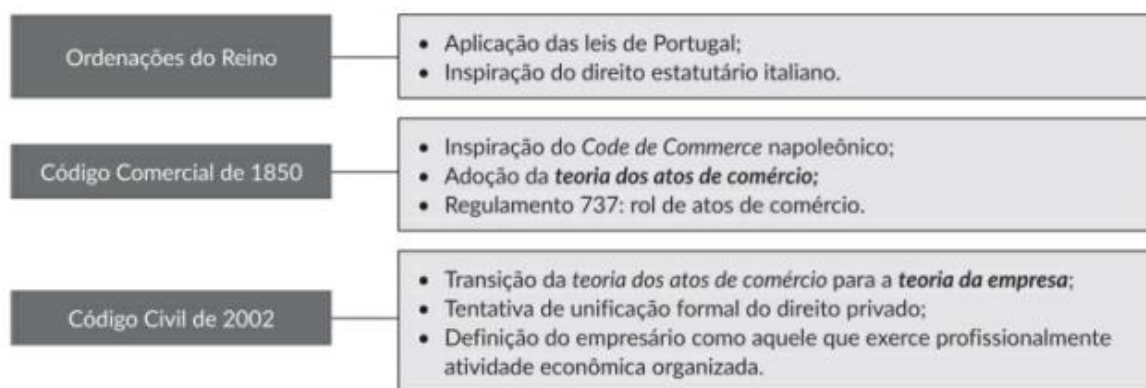 Ordenações do Reino
• Aplicação das leis de Portugal;
• Inspiração do direito estatutário italiano.
Código Comercial de 1850
• Inspiração do Code de Commerce napoleônico;
• Adoção da teoria dos atos de comércio;
• Regulamento 737: rol de atos de comércio.
Código Civil de 2002
• Transição da teoria dos atos de comércio para a teoria da empresa;
• Tentativa de unificação formal do direito privado;
• Definição do empresário como aquele que exerce profissionalmente
atividade econômica organizada.